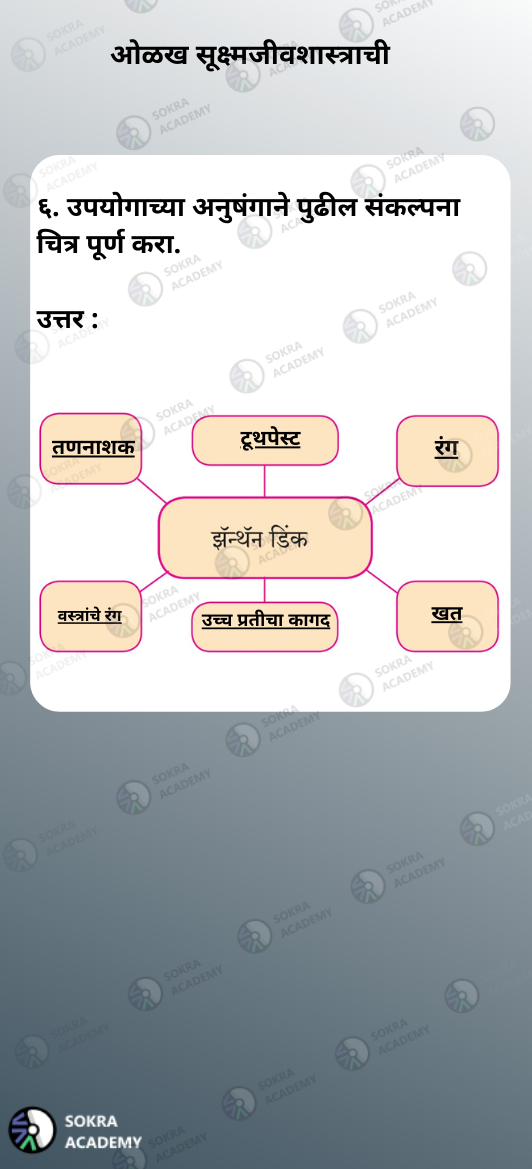 ओळख सूक्ष्मजीवशास्त्राची
६. उपयोगाच्या अनुषंगाने पुढील संकल्पना
चित्र पूर्ण करा.
उत्तर :
तणनाशक
टूथपेस्ट
रंग
झॅन्थॅन डिंक
वस्त्रांचे रंग
उच्च प्रतीचा कागद
खत
SOKRA
ACADEMY